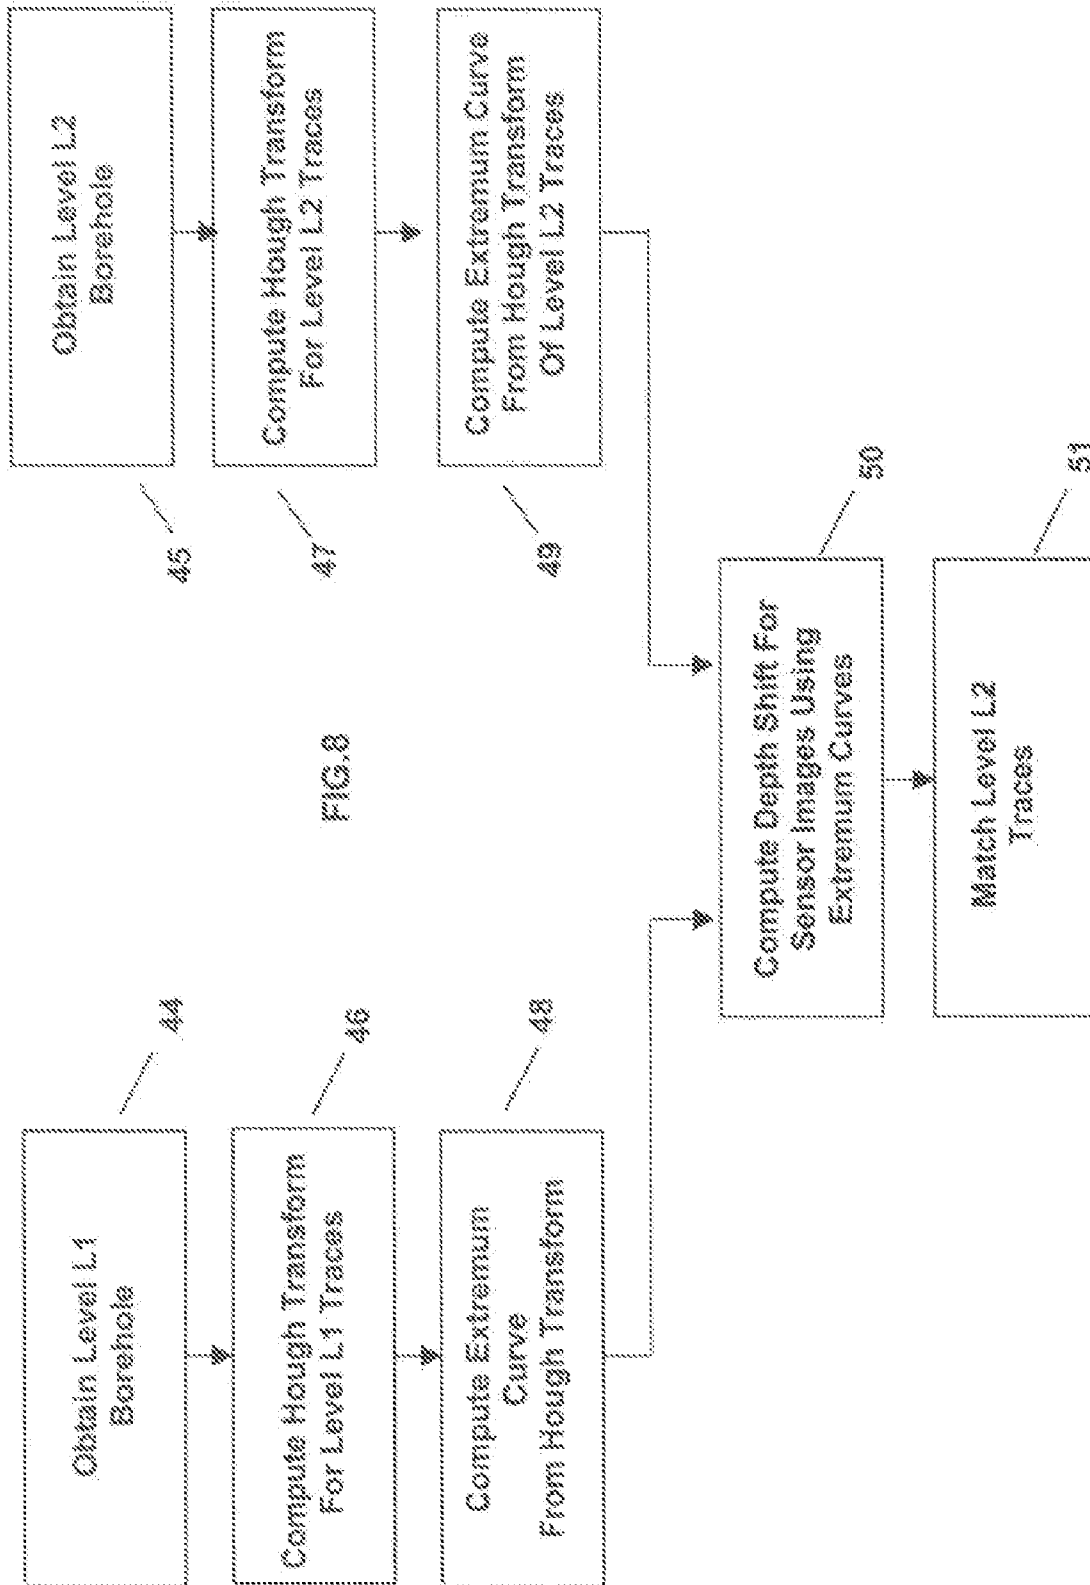 Obtain Level L1
Borehole
44
Compute Hough Transform
For Level L1 Traces
46
Compute Extremum
Curve
From Hough Transform
48
Obtain Level L2
Borehole
45
Compute Hough Transform
For Level L2 Traces
47
Compute Extremum Curve
From Hough Transform
Of Level L2 Traces
49
FIG.8
Compute Depth Shift For
Sensor Images Using
Extremum Curves
50
Match Level L2
Traces
51